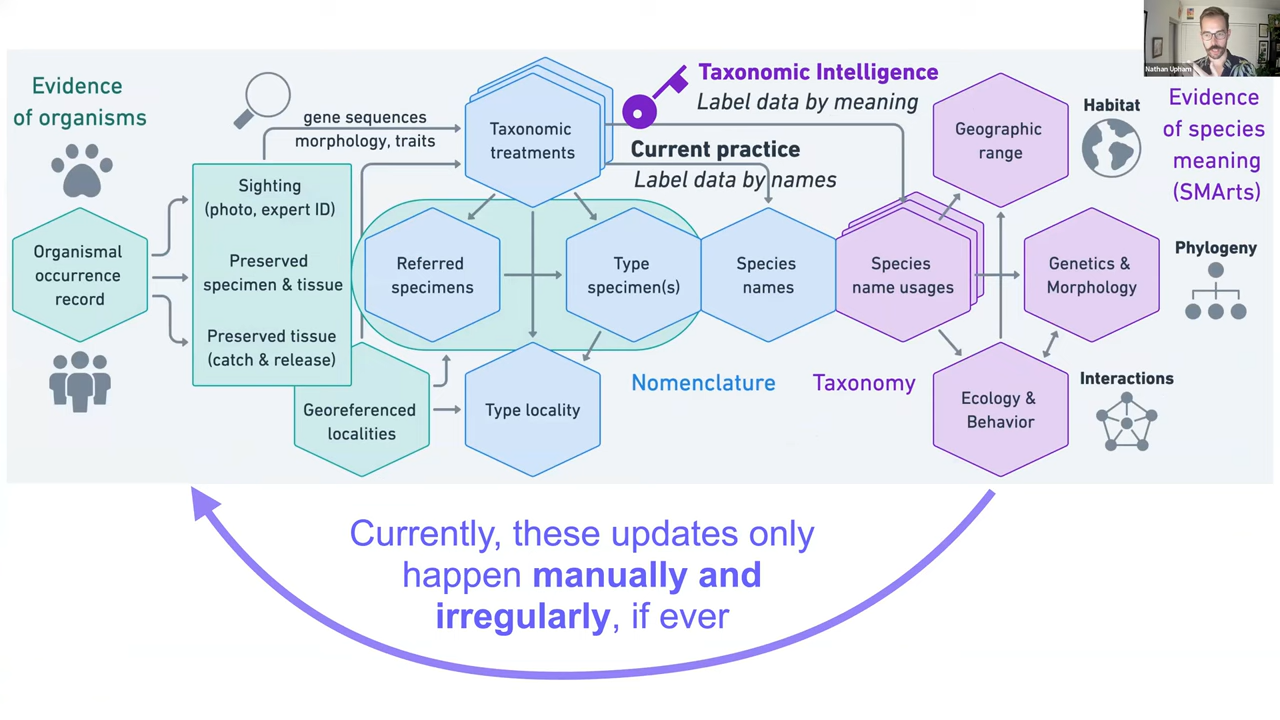 Nathan Upham
Evidence
of organisms
Organismal
occurrence
record
gene sequences
morphology, traits
Sighting
(photo, expert ID)
Preserved
specimen & tissue
Preserved tissue
(catch & release)
Georeferenced
localities
Taxonomic
treatments
Referred
specimens
Type
specimen(s)
Type locality
Taxonomic Intelligence
Label data by meaning
Current practice
Label data by names
Species
names
Species
name usages
Nomenclature
Taxonomy
Geographic
range
Genetics &
Morphology
Ecology &
Behavior
Habitat
Phylogeny
Interactions
Evidence
of species
meaning
(SMArts)
Currently, these updates only
happen manually and
irregularly, if ever